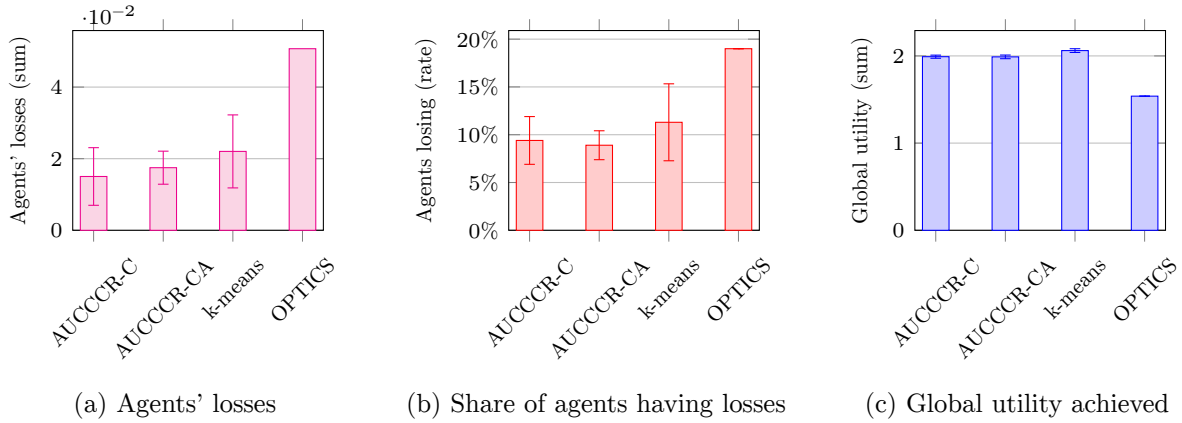 ·10−2
4
2
0
Agents' losses (sum)
AUCCCR-C
AUCCCR-CA
k-means
OPTICS
(a) Agents' losses
20%
15%
10%
5%
0%
Agents losing (rate)
AUCCCR-C
AUCCCR-CA
k-means
OPTICS
(b) Share of agents having losses
2
1
0
Global utility (sum)
AUCCCR-C
AUCCCR-CA
k-means
OPTICS
(c) Global utility achieved